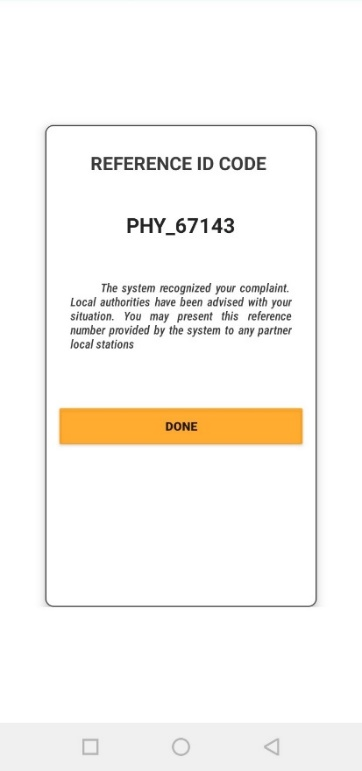 REFERENCE ID CODE
PHY_67143
The system recognized your complaint.
Local authorities have been advised with your
situation. You may present this reference
number provided by the system to any partner
local stations
DONE